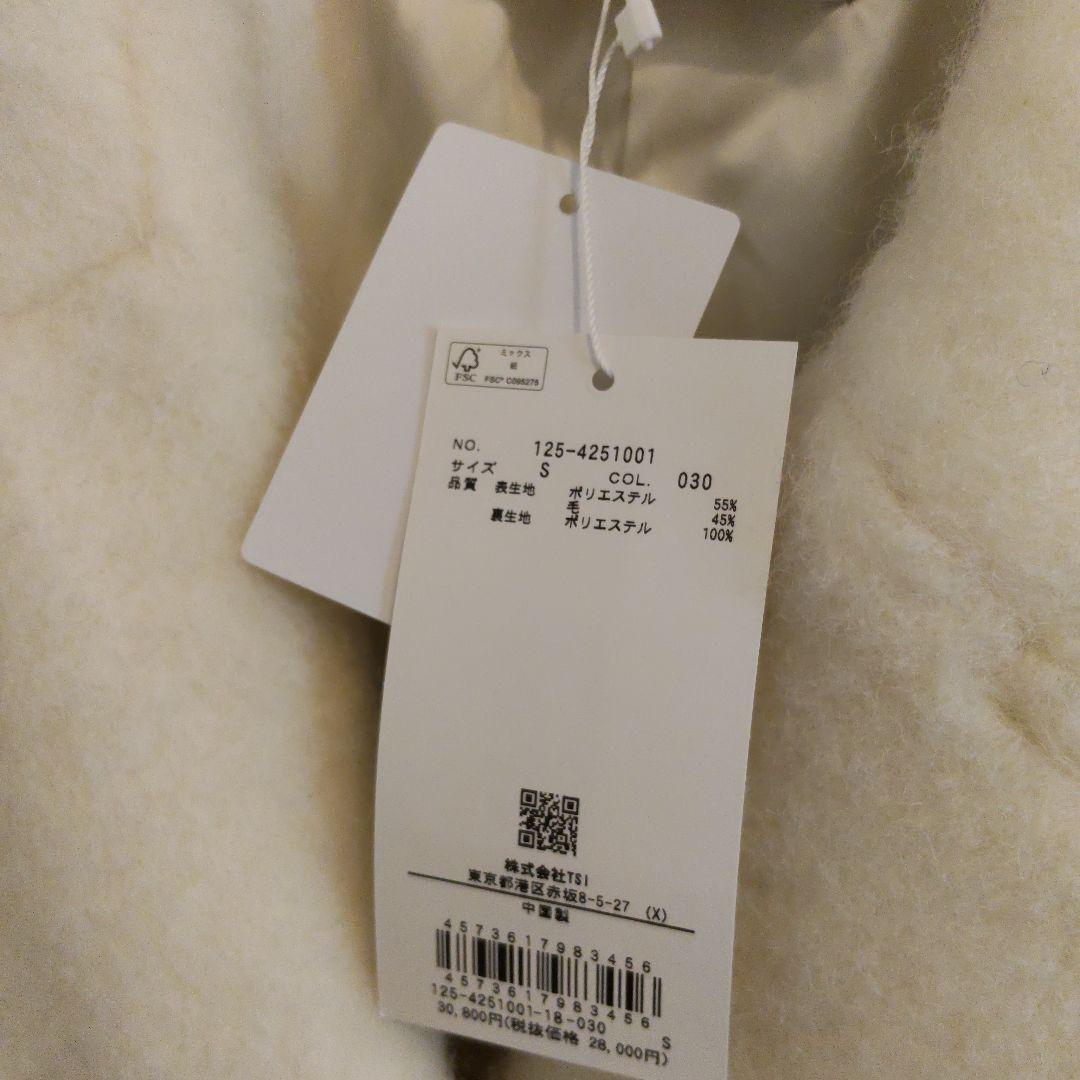 ミックス
紙
FSC
FSC® C095275
NO. 125-4251001
サイズ S COL. 030
品質 表生地 ポリエステル 55%
毛 45%
裏生地 ポリエステル 100%
株式会社TSI
東京都港区赤坂8-5-27 (X)
中国製
4573617983456
4573617983456
125-4251001-18-030 S
30,800円(税抜価格 28,000円)